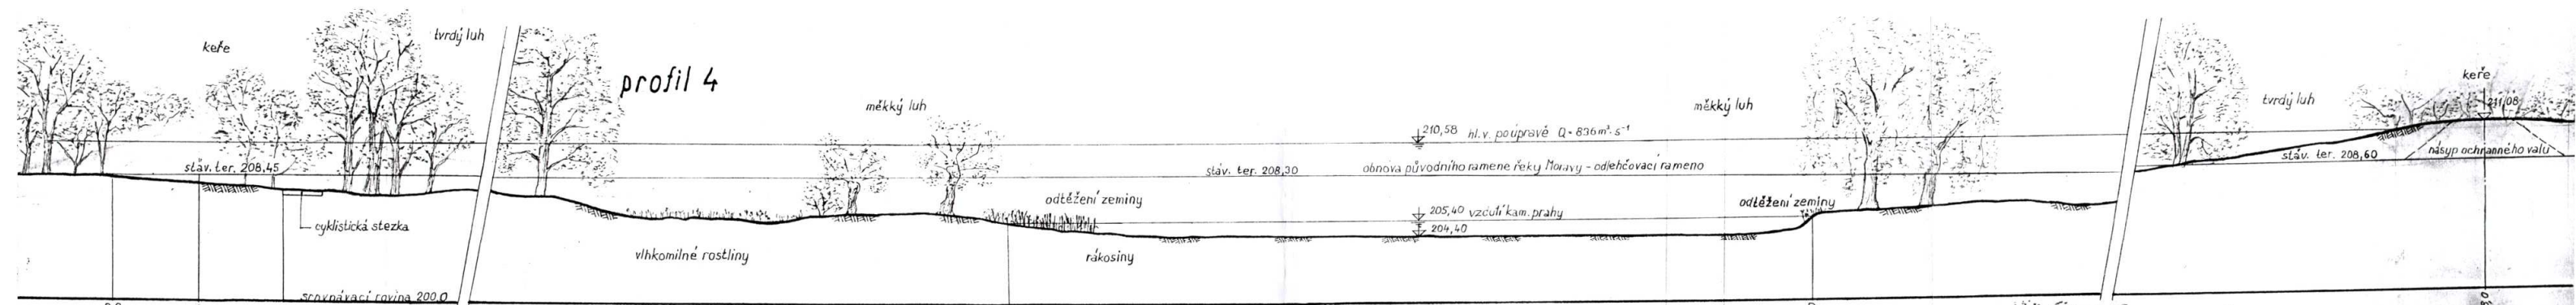 keře
tvrdý luh
profil 4
měkký luh
měkký luh
tvrdý luh
keře
211,08
210,58 hl.v. po úpravě Q = 836 m³·s⁻¹
stáv. ter. 208,45
stáv. ter. 208,30
obnova původního ramene řeky Moravy - odlehčovací rameno
stáv. ter. 208,60
násyp ochranného valu
odtěžení zeminy
205,40 vzdutí kam. prahy
odtěžení zeminy
204,40
cyklistická stezka
vlhkomilné rostliny
rákosiny
srovnávací rovina 200.0